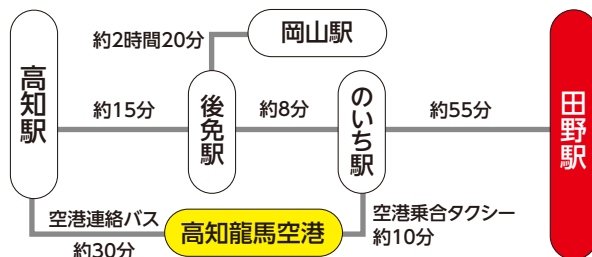 約2時間20分
岡山駅
高知駅
約15分
後免駅
約8分
のいち駅
約55分
田野駅
空港連絡バス
約30分
高知龍馬空港
空港乗合タクシー
約10分